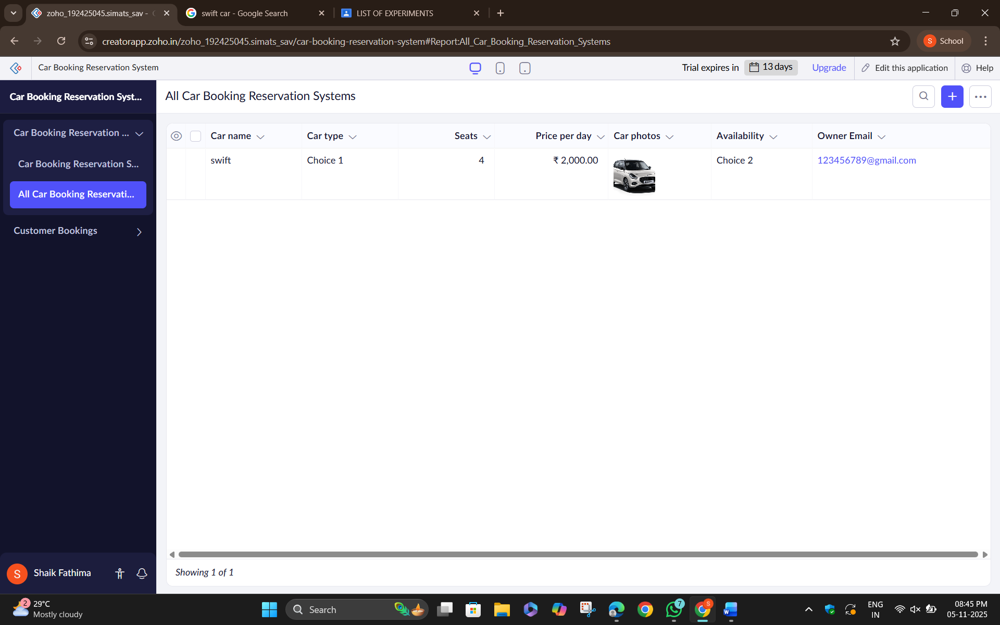 zoho_192425045.simats_sav -
swift car - Google Search
LIST OF EXPERIMENTS
creatorapp.zoho.in/zoho_192425045.simats_sav/car-booking-reservation-system#Report:All_Car_Booking_Reservation_Systems
S School
Car Booking Reservation System
Trial expires in 13 days Upgrade Edit this application Help
Car Booking Reservation Syst...
All Car Booking Reservation Systems
Car Booking Reservation ...
Car Booking Reservation S...
All Car Booking Reservati...
Customer Bookings
Car name Car type Seats Price per day Car photos Availability Owner Email
swift Choice 1 4 ₹ 2,000.00 Choice 2 123456789@gmail.com
Showing 1 of 1
S Shaik Fathima
2
29°C
Mostly cloudy
Search
7
S
W
ENG
IN
08:45 PM
05-11-2025